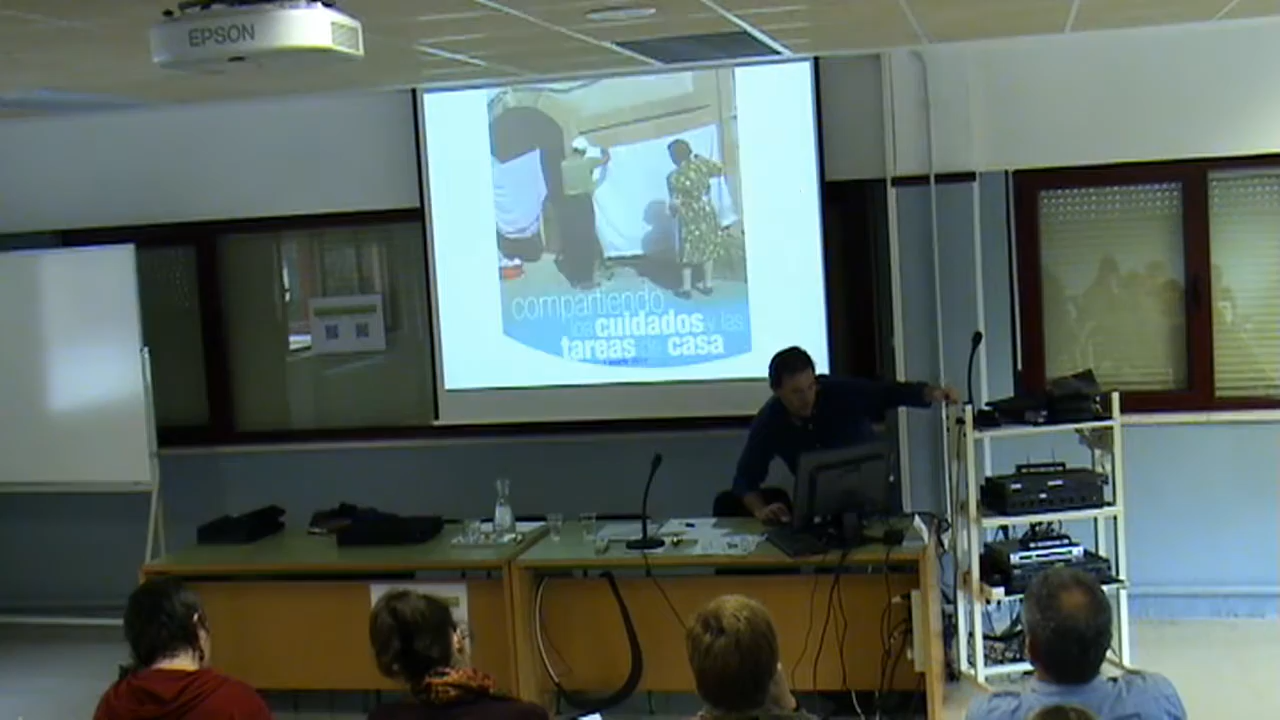 EPSON
compartiendo
los cuidados y las
tareas de casa